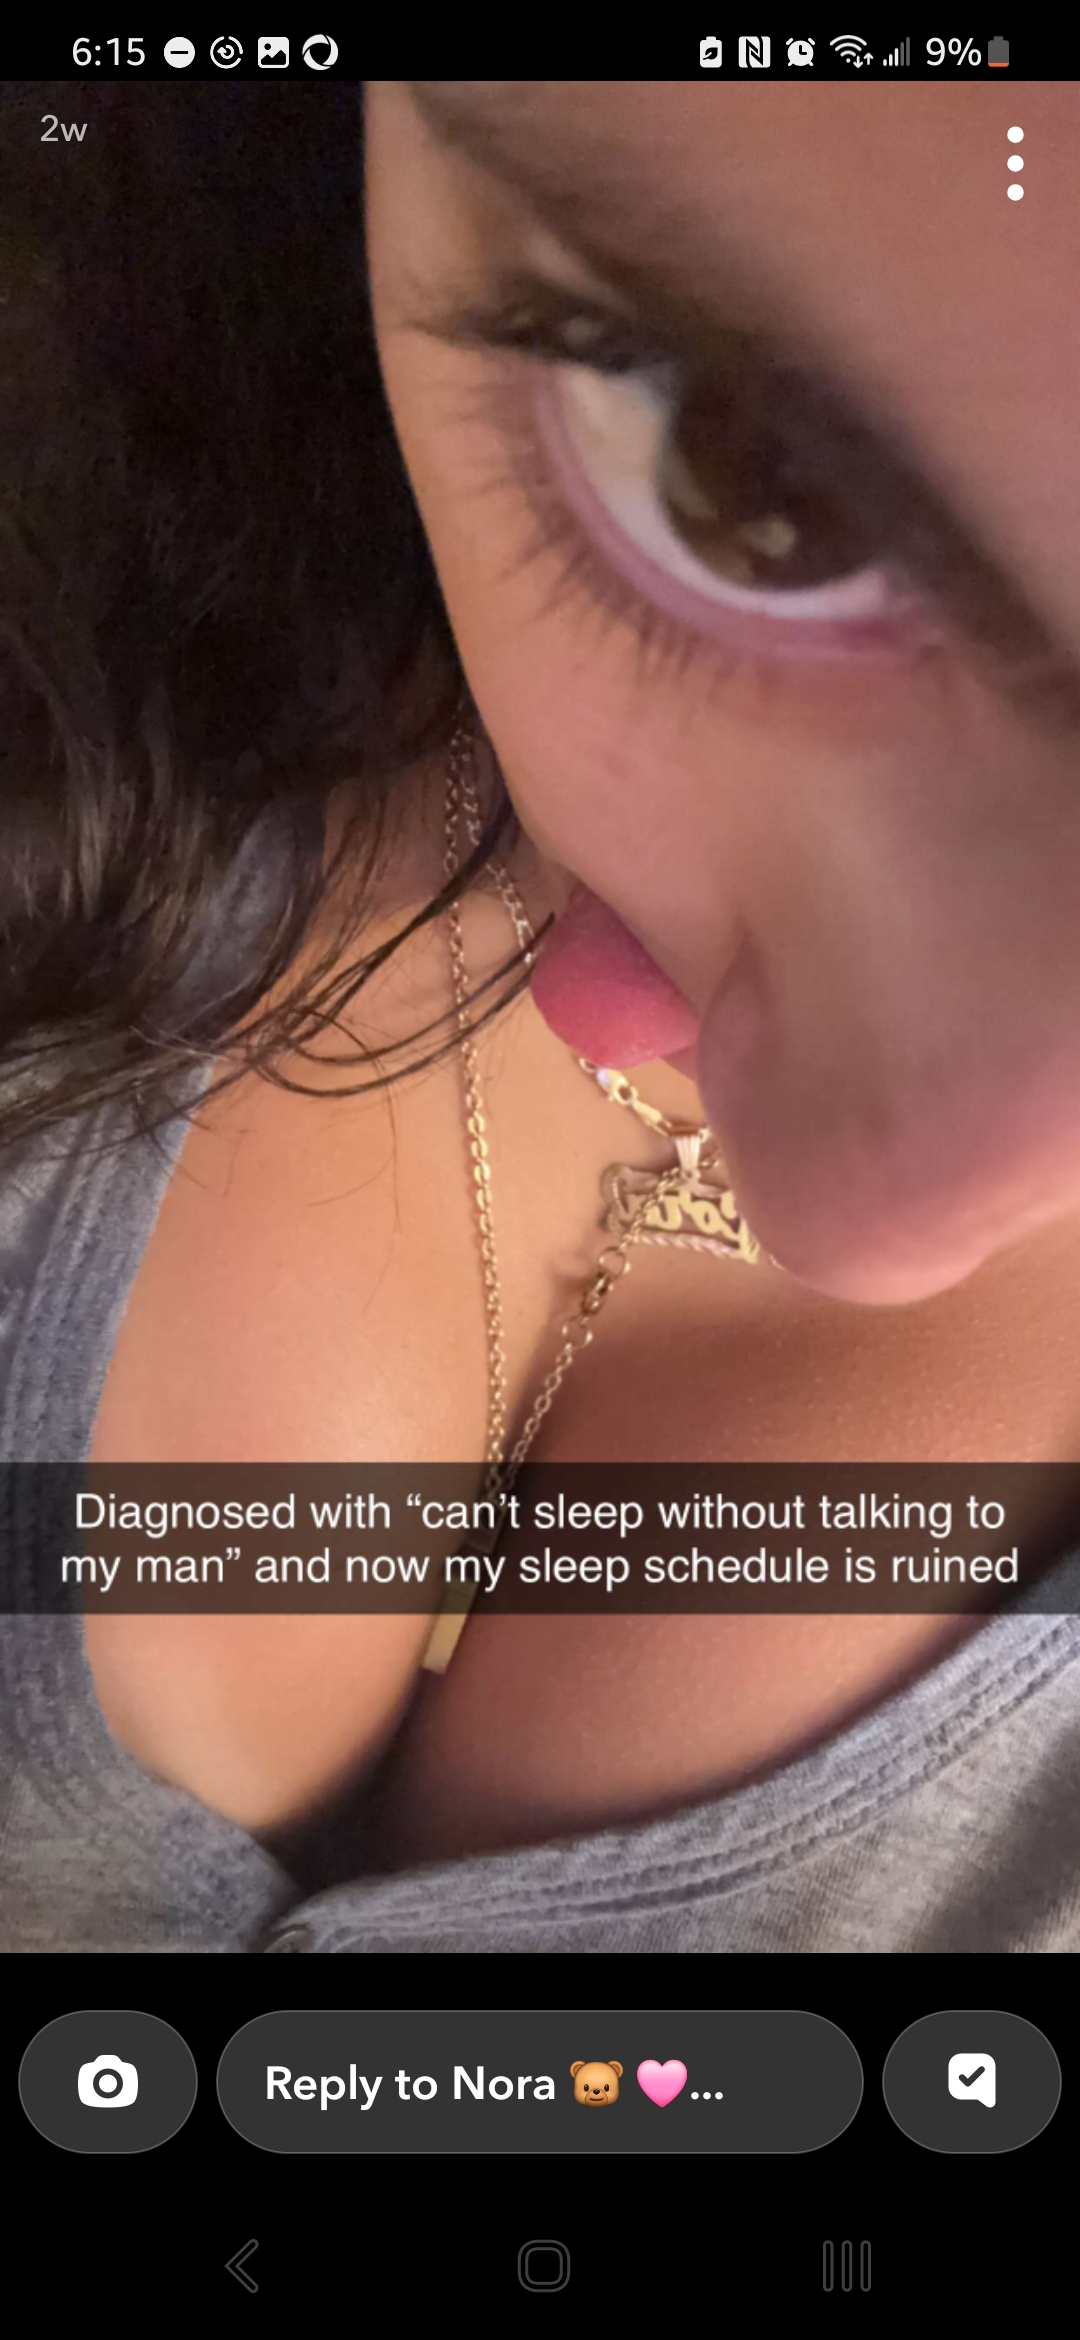 6:15
9%
2w
Diagnosed with “can’t sleep without talking to
my man” and now my sleep schedule is ruined
Reply to Nora 🐻 🩷...